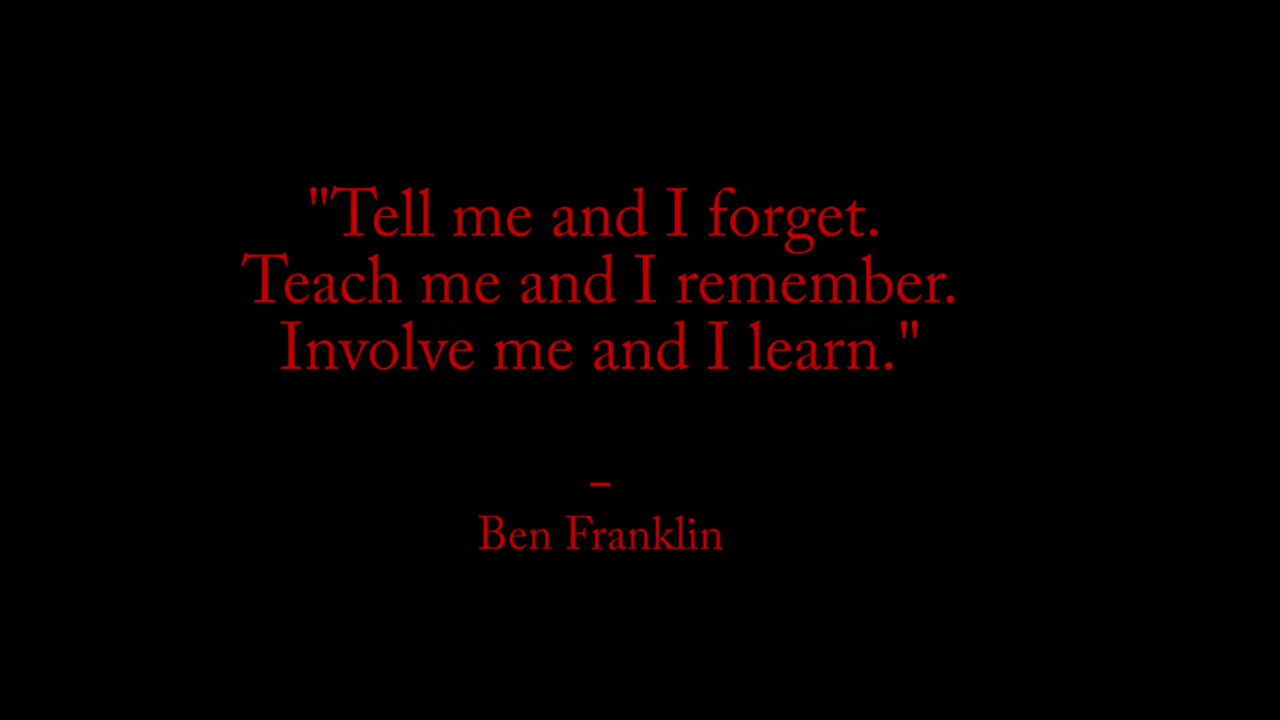 "Tell me and I forget.
Teach me and I remember.
Involve me and I learn."
–
Ben Franklin